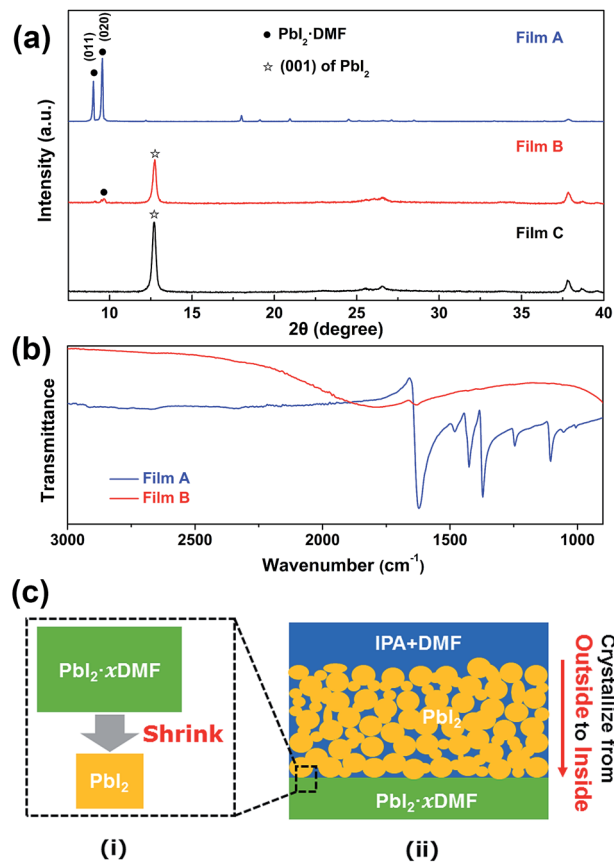 (a)
(011)
(020)
● PbI₂·DMF
☆ (001) of PbI₂
Film A
Film B
Film C
Intensity (a.u.)
10 15 20 25 30 35 40
2θ (degree)
(b)
Transmittance
Film A
Film B
3000 2500 2000 1500 1000
Wavenumber (cm⁻¹)
(c)
PbI₂·xDMF
Shrink
PbI₂
(i)
IPA+DMF
PbI₂
PbI₂·xDMF
(ii)
Crystallize from
Outside to Inside